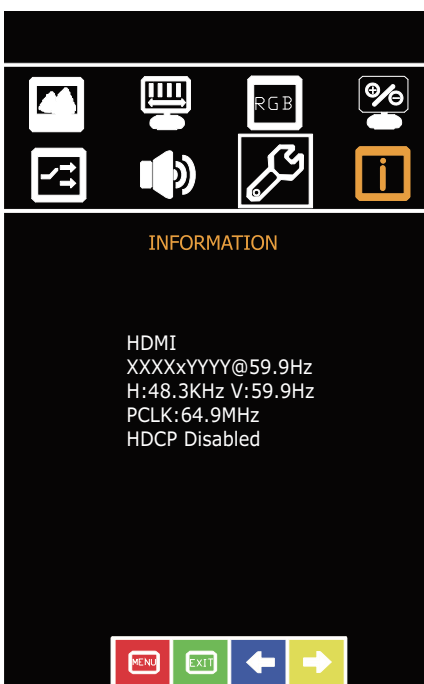 RGB
i
INFORMATION
HDMI
XXXXxYYYY@59.9Hz
H:48.3KHz V:59.9Hz
PCLK:64.9MHz
HDCP Disabled
MENU EXIT